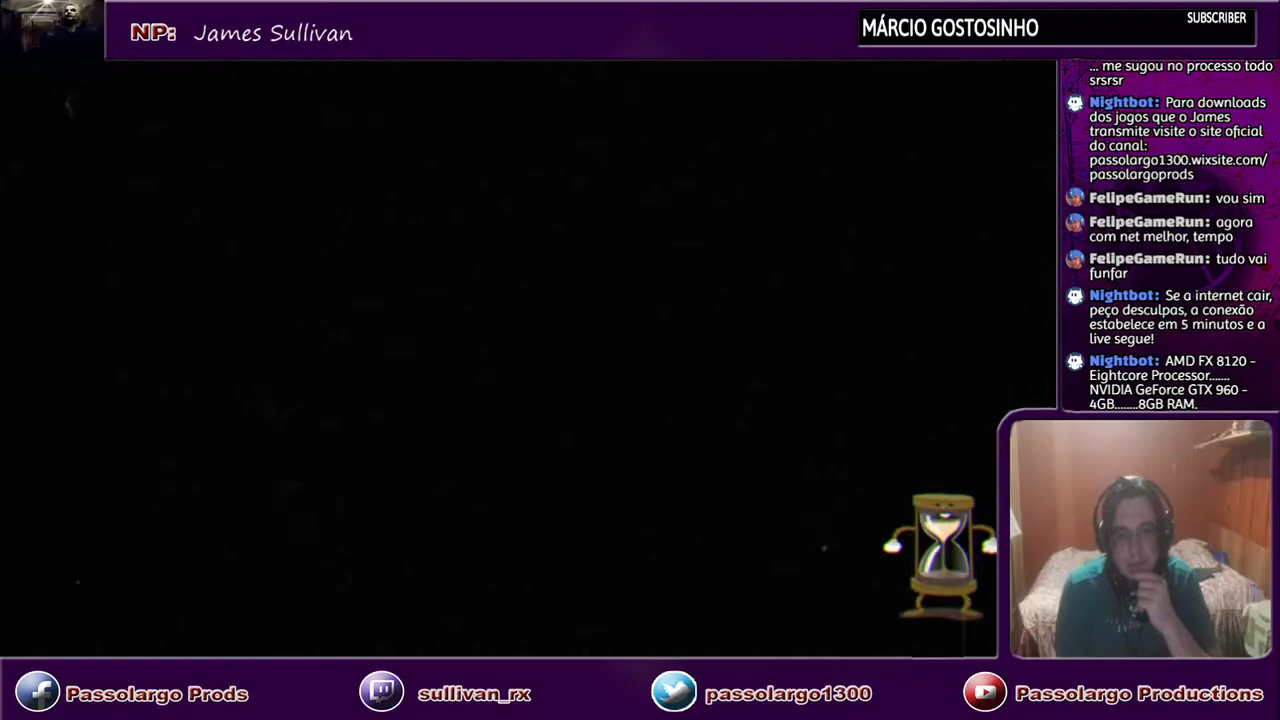 NP: James Sullivan
MÁRCIO GOSTOSINHO
SUBSCRIBER
... me sugou no processo todo
srsrsr
Nightbot: Para downloads
dos jogos que o James
transmite visite o site oficial
do canal:
passolargo1300.wixsite.com/
passolargoprods
FelipeGameRun: vou sim
FelipeGameRun: agora
com net melhor, tempo
FelipeGameRun: tudo vai
funfar
Nightbot: Se a internet cair,
peço desculpas, a conexão
estabelece em 5 minutos e a
live segue!
Nightbot: AMD FX 8120 -
Eightcore Processor.......
NVIDIA GeForce GTX 960 -
4GB........8GB RAM.
Passolargo Prods
sullivan_rx
passolargo1300
Passolargo Productions